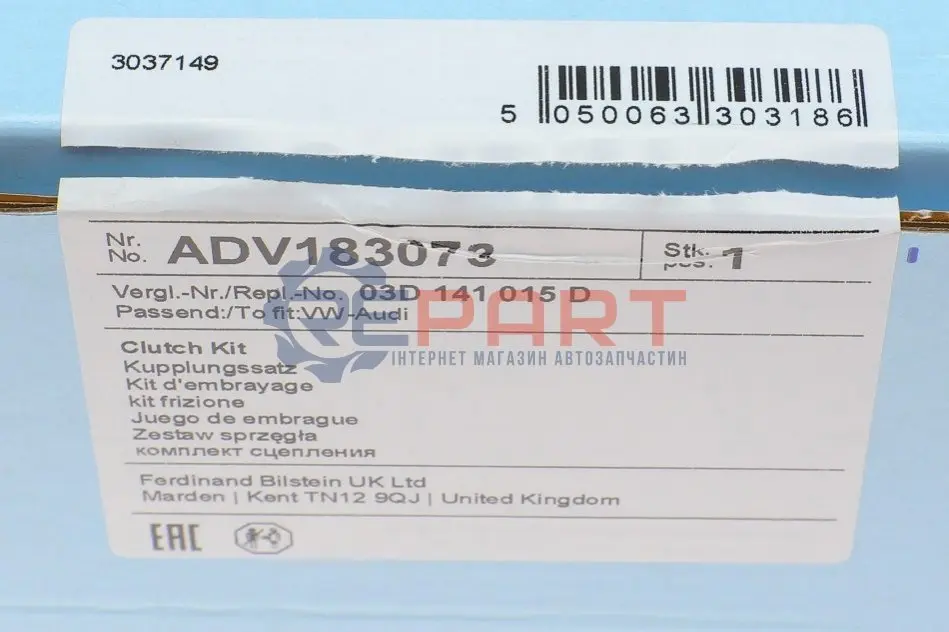 3037149
5 050063 303186
Nr.
No. ADV183073
Stk.
pcs. 1
Vergl.-Nr./Repl.-No. 03D 141 015 D
Passend:/To fit:VW-Audi
REPART
ІНТЕРНЕТ МАГАЗИН АВТОЗАПЧАСТИН
Clutch Kit
Kupplungssatz
Kit d'embrayage
kit frizione
Juego de embrague
Zestaw sprzęgła
комплект сцепления
Ferdinand Bilstein UK Ltd
Marden | Kent TN12 9QJ | United Kingdom
EAC